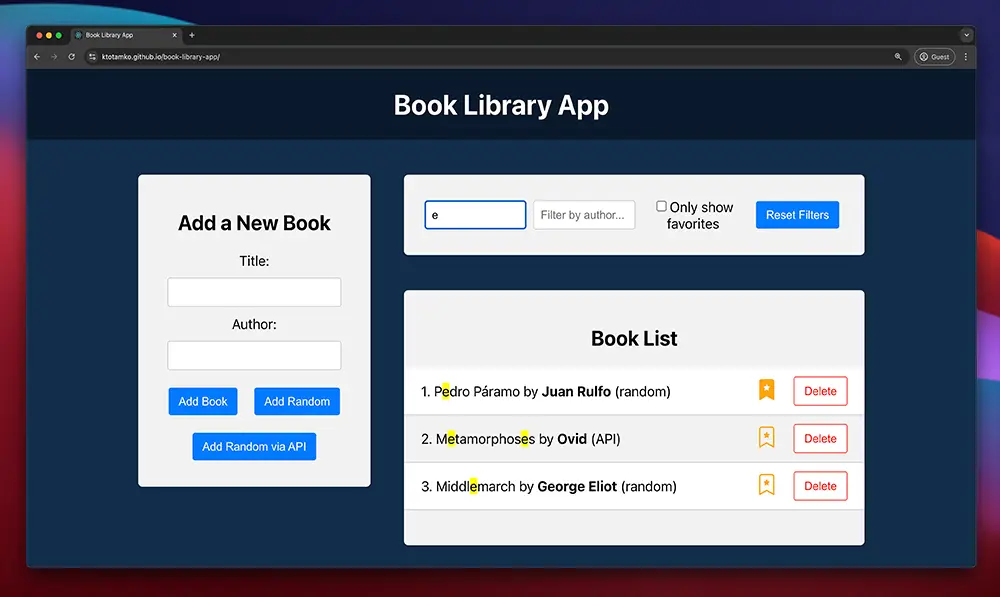 Book Library App
ktotamko.github.io/book-library-app/
Guest
Book Library App
Add a New Book
Title:
Author:
Add Book
Add Random
Add Random via API
e
Filter by author...
Only show
favorites
Reset Filters
Book List
1. Pedro Páramo by Juan Rulfo (random)
Delete
2. Metamorphoses by Ovid (API)
Delete
3. Middlemarch by George Eliot (random)
Delete